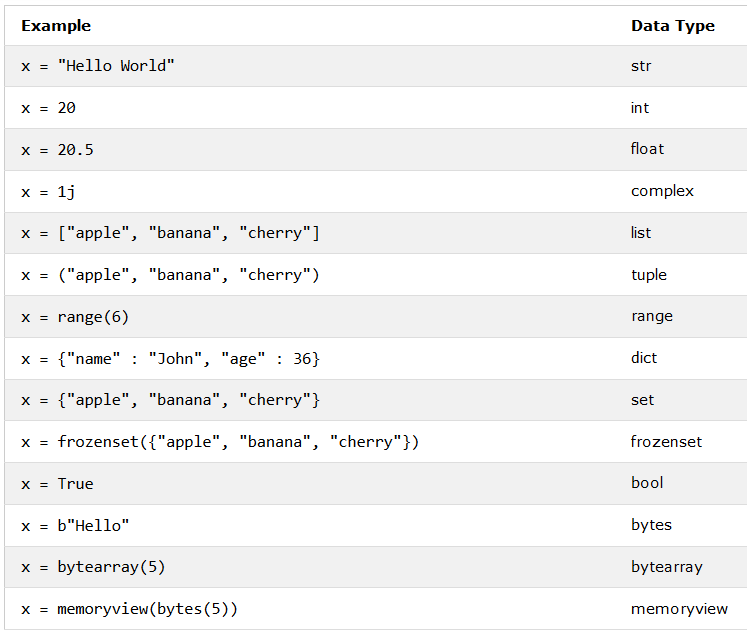 Example Data Type
x = "Hello World" str
x = 20 int
x = 20.5 float
x = 1j complex
x = ["apple", "banana", "cherry"] list
x = ("apple", "banana", "cherry") tuple
x = range(6) range
x = {"name" : "John", "age" : 36} dict
x = {"apple", "banana", "cherry"} set
x = frozenset({"apple", "banana", "cherry"}) frozenset
x = True bool
x = b"Hello" bytes
x = bytearray(5) bytearray
x = memoryview(bytes(5)) memoryview